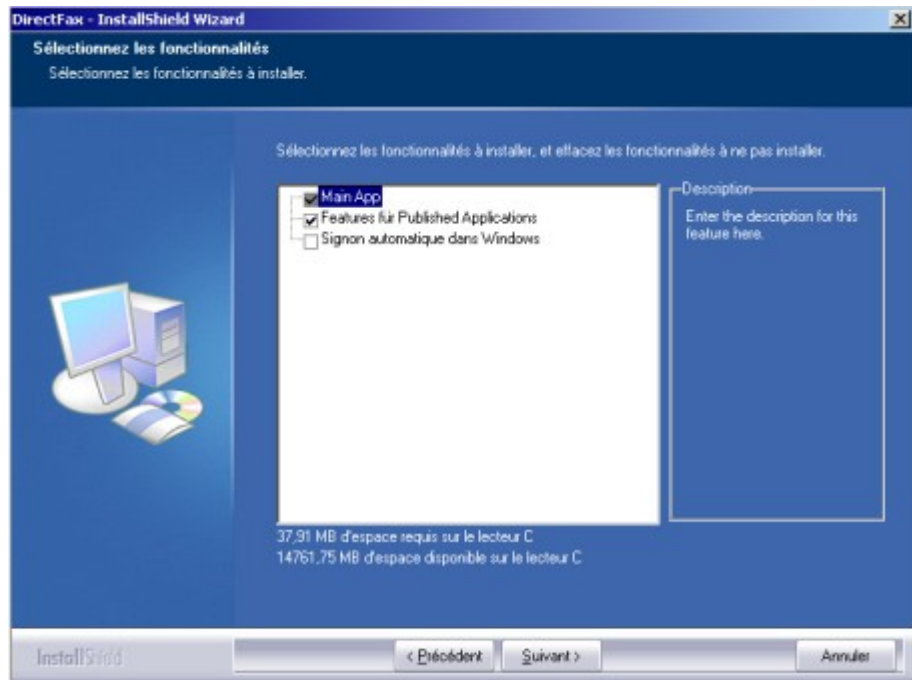 DirectFax - InstallShield Wizard
Sélectionnez les fonctionnalités
Sélectionnez les fonctionnalités à installer.
Sélectionnez les fonctionnalités à installer, et effacez les fonctionnalités à ne pas installer.
Main App
Features für Published Applications
Signon automatique dans Windows
Description
Enter the description for this
feature here.
37,91 MB d'espace requis sur le lecteur C
14761,75 MB d'espace disponible sur le lecteur C
InstallShield
< Précédent
Suivant >
Annuler